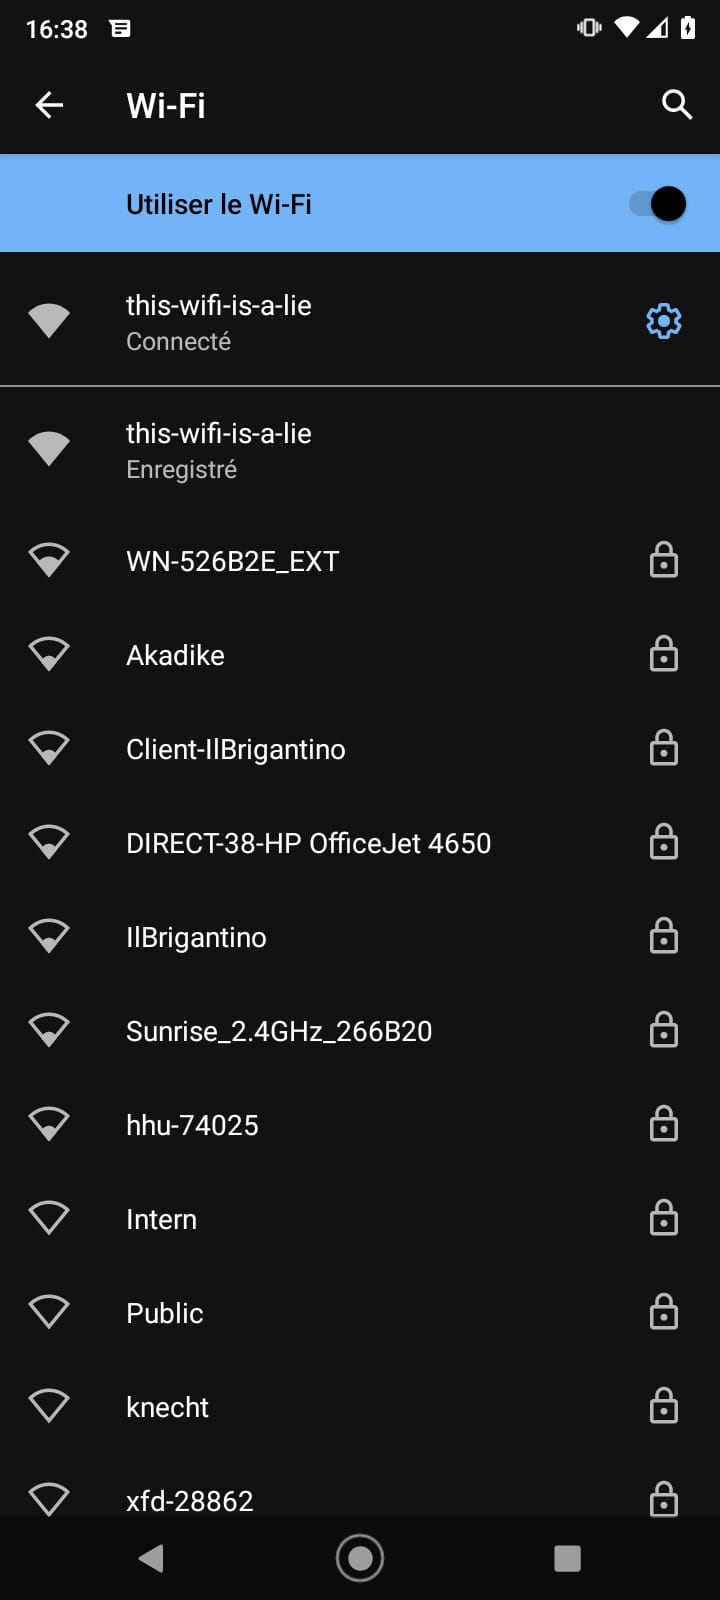 16:38
Wi-Fi
Utiliser le Wi-Fi
this-wifi-is-a-lie
Connecté
this-wifi-is-a-lie
Enregistré
WN-526B2E_EXT
Akadike
Client-IlBrigantino
DIRECT-38-HP OfficeJet 4650
IlBrigantino
Sunrise_2.4GHz_266B20
hhu-74025
Intern
Public
knecht
xfd-28862